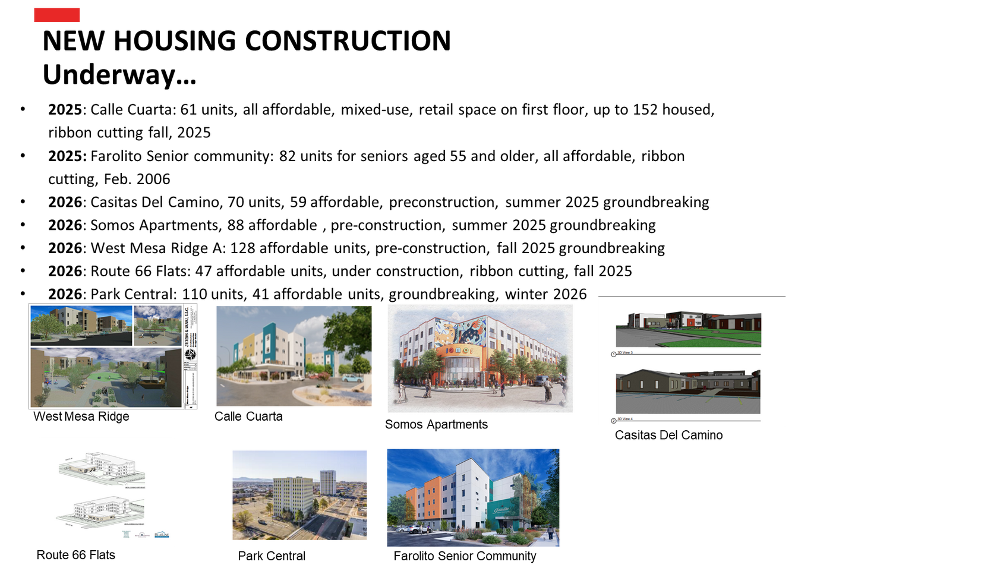 NEW HOUSING CONSTRUCTION
Underway…
• 2025: Calle Cuarta: 61 units, all affordable, mixed-use, retail space on first floor, up to 152 housed,
ribbon cutting fall, 2025
• 2025: Farolito Senior community: 82 units for seniors aged 55 and older, all affordable, ribbon
cutting, Feb. 2006
• 2026: Casitas Del Camino, 70 units, 59 affordable, preconstruction, summer 2025 groundbreaking
• 2026: Somos Apartments, 88 affordable , pre-construction, summer 2025 groundbreaking
• 2026: West Mesa Ridge A: 128 affordable units, pre-construction, fall 2025 groundbreaking
• 2026: Route 66 Flats: 47 affordable units, under construction, ribbon cutting, fall 2025
• 2026: Park Central: 110 units, 41 affordable units, groundbreaking, winter 2026
JEEBS & ZUZU, LLC.
SOMOS
1 3D View 3
2 3D View 4
West Mesa Ridge
Calle Cuarta
Somos Apartments
Casitas Del Camino
Farolito
Route 66 Flats
Park Central
Farolito Senior Community